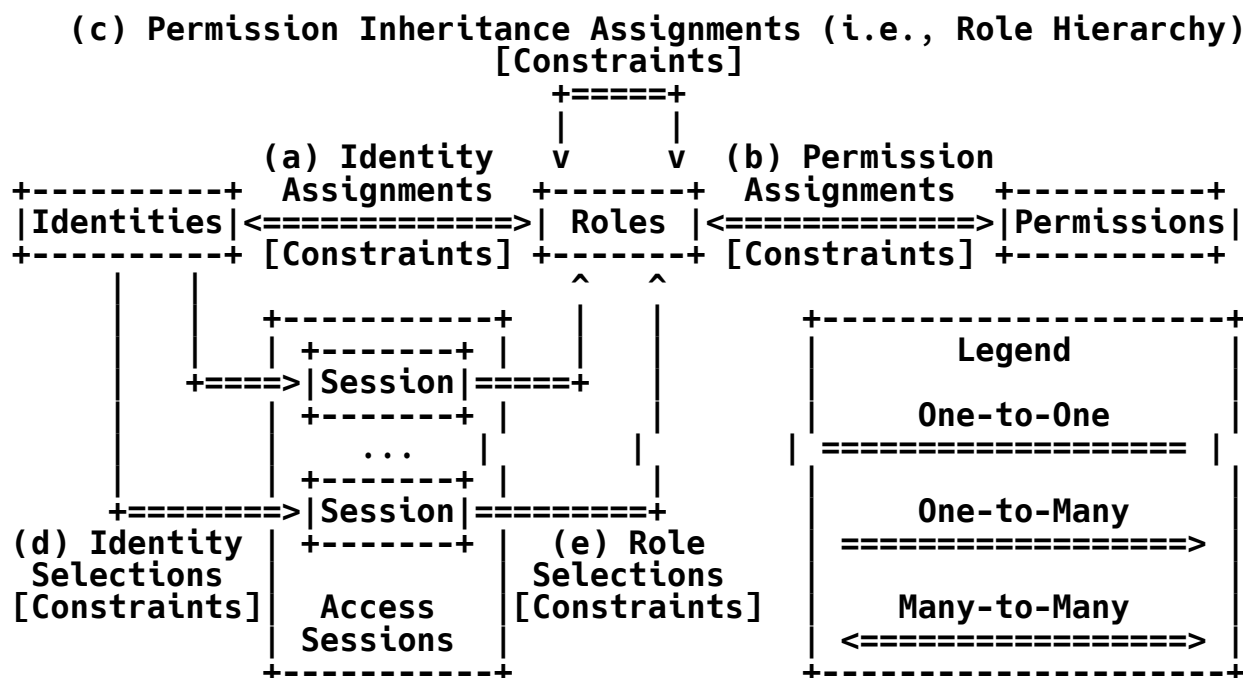 (c) Permission Inheritance Assignments (i.e., Role Hierarchy)
[Constraints]
+=====+
|     |
(a) Identity   v     v  (b) Permission
+----------+  Assignments  +-------+  Assignments  +----------+
|Identities|<=============>| Roles |<=============>|Permissions|
+----------+ [Constraints] +-------+ [Constraints] +----------+
|   |                   ^   ^
|   |   +-----------+   |   |       +----------------------+
|   |   | +-------+ |   |   |       |       Legend         |
|   +====>|Session|=====+   |       |                      |
|       | +-------+ |       |       |      One-to-One      |
|       |    ...    |       |       | =================== |
|       | +-------+ |       |       |                      |
+========>|Session|=========+       |      One-to-Many     |
(d) Identity | +-------+ |  (e) Role      | ==================> |
Selections |           | Selections     |                      |
[Constraints]|  Access   |[Constraints]   |     Many-to-Many     |
| Sessions  |                | <=================> |
+-----------+                +----------------------+